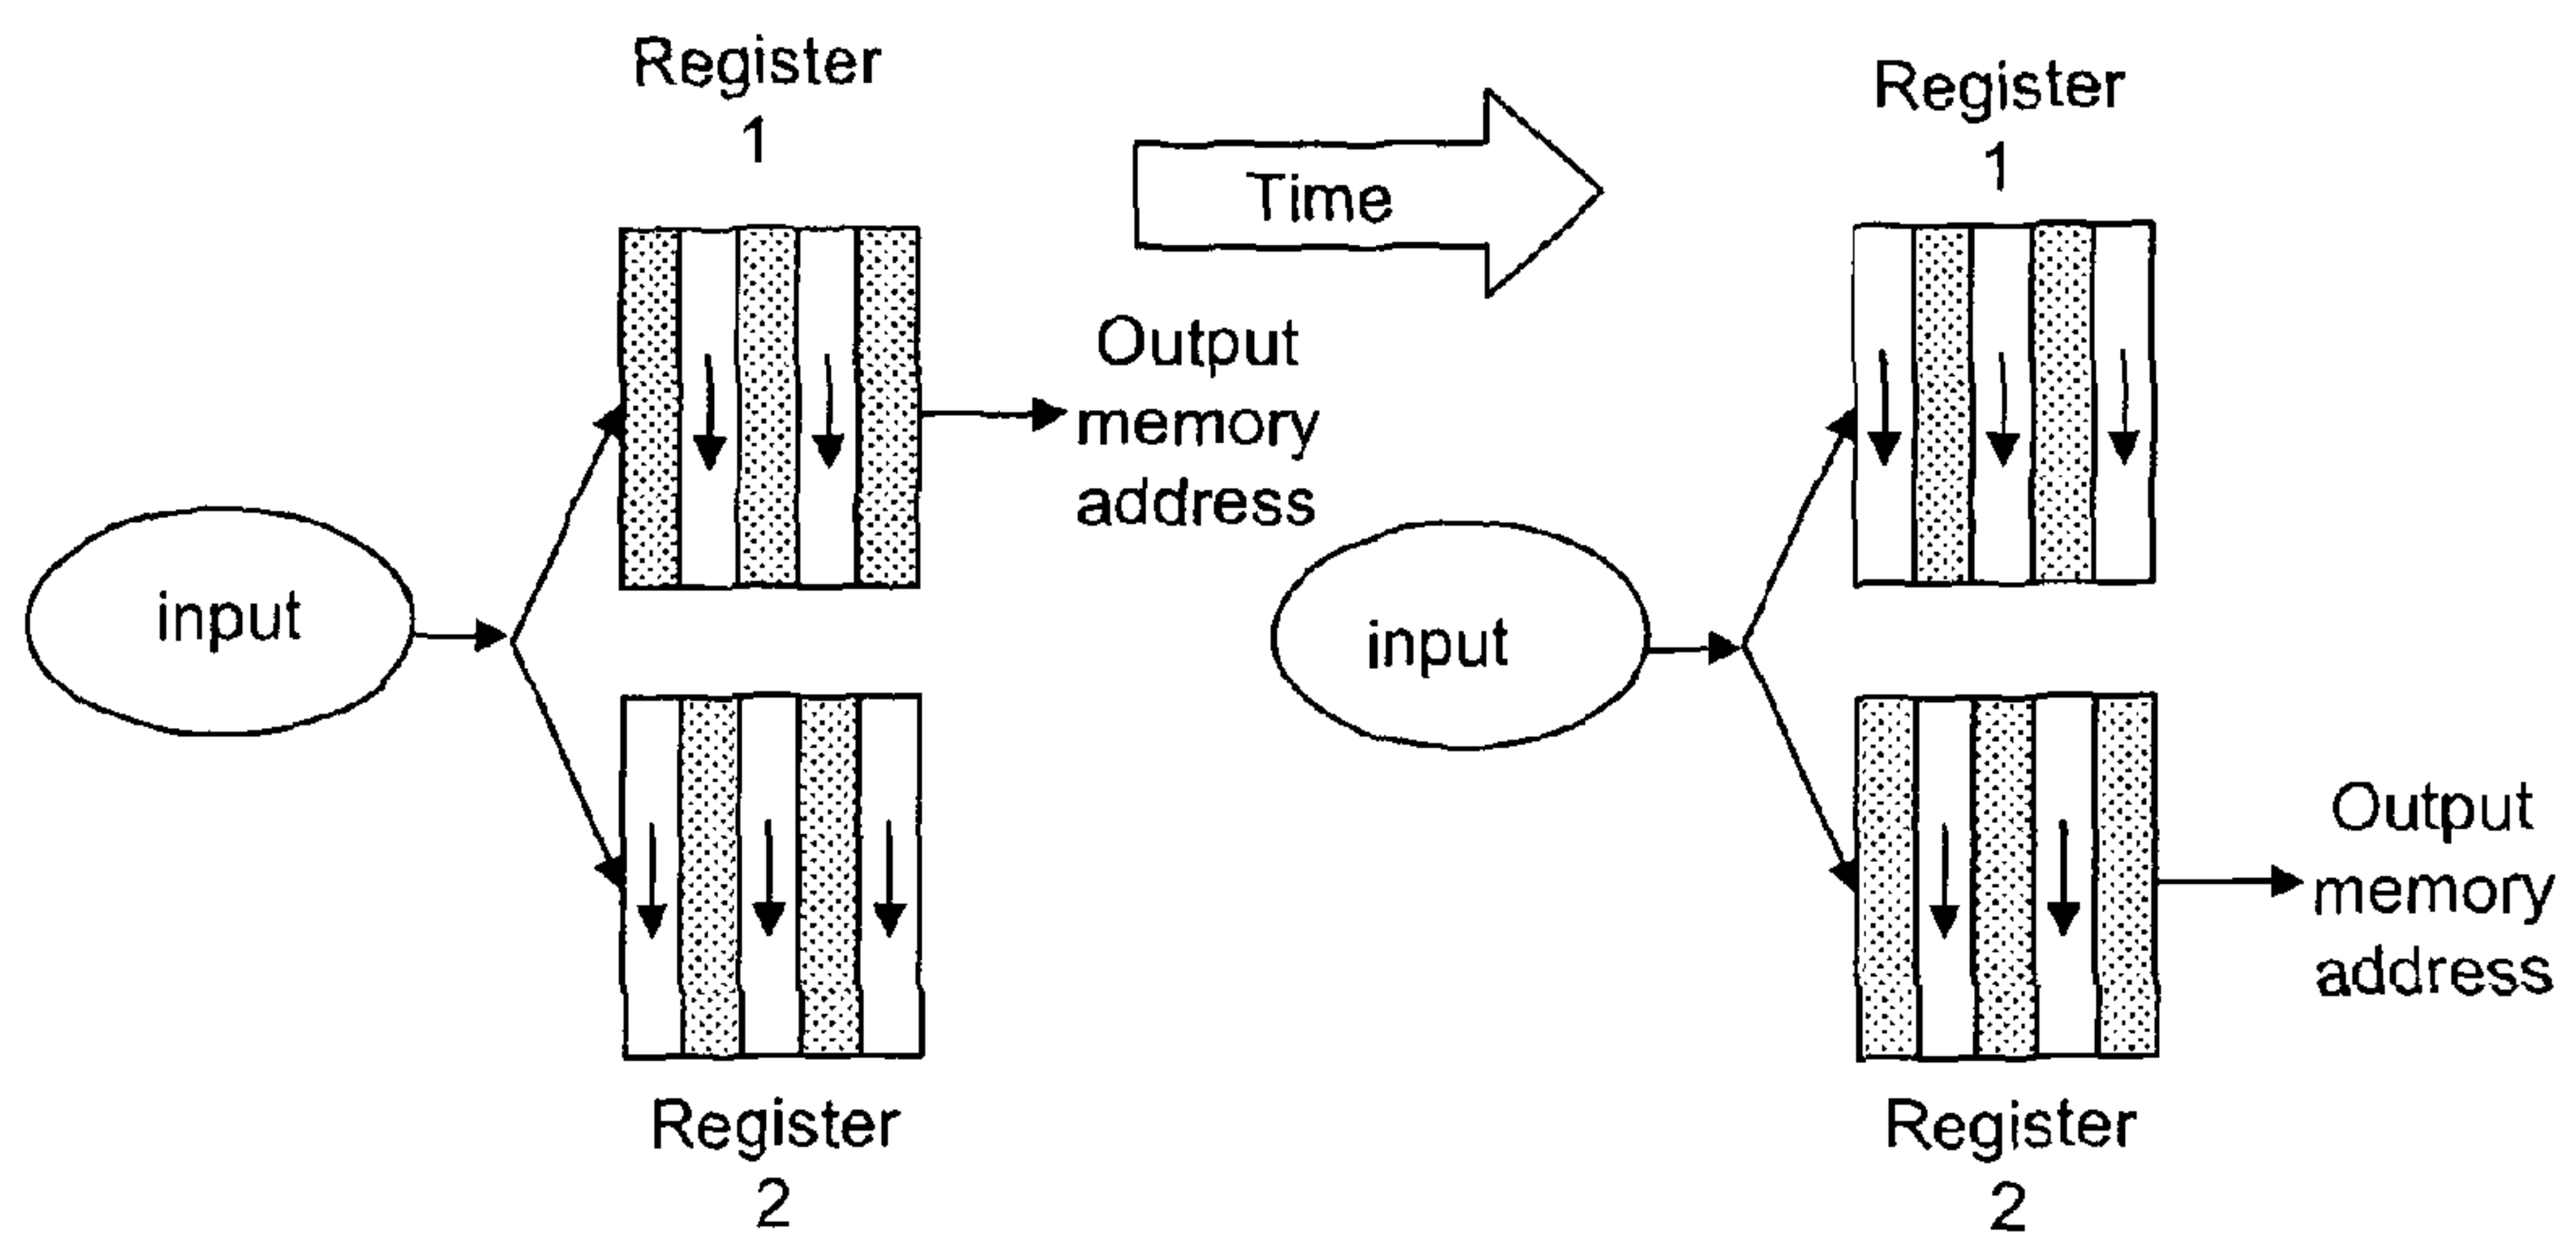 Register
1
Time
Output
memory
address
input
Register
2
Register
1
input
Output
memory
address
Register
2